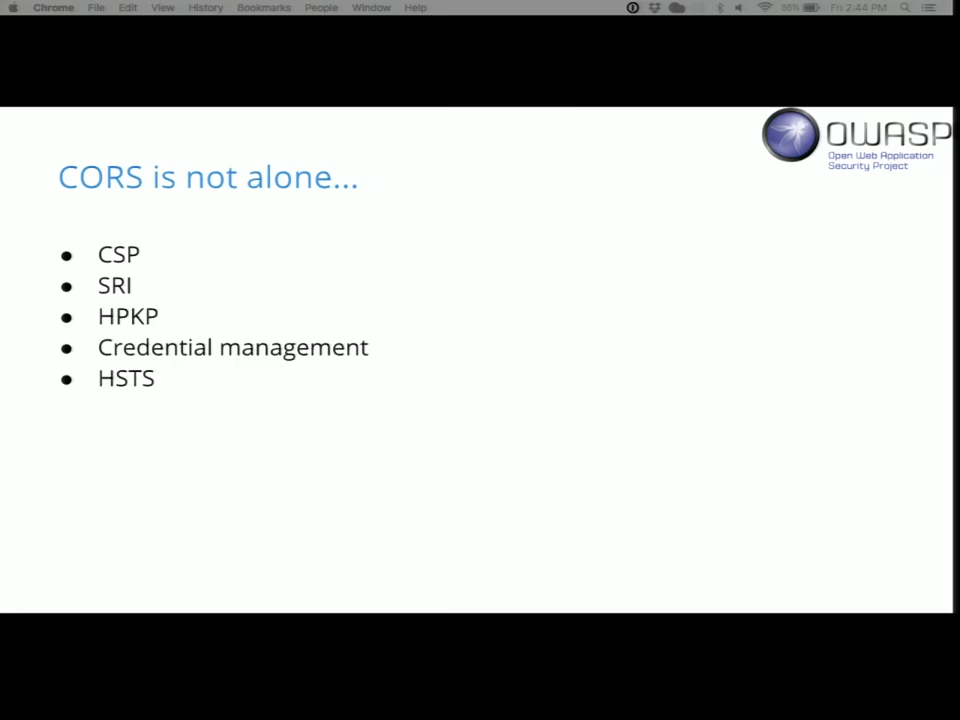 Chrome File Edit View History Bookmarks People Window Help 86% Fri 2:44 PM
OWASP
Open Web Application
Security Project
CORS is not alone...
● CSP
● SRI
● HPKP
● Credential management
● HSTS